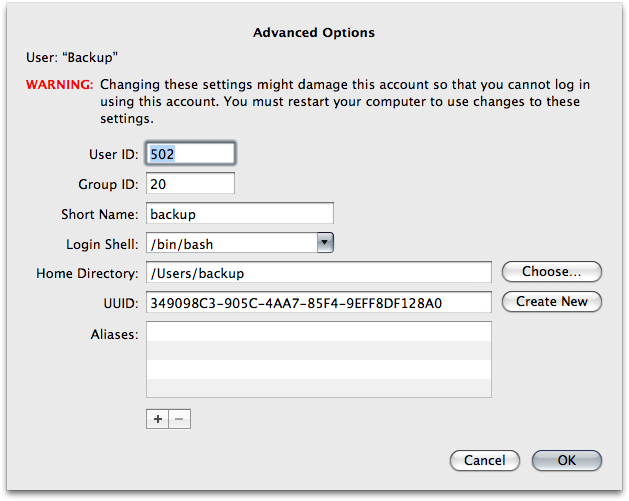 Advanced Options
User: “Backup”
WARNING: Changing these settings might damage this account so that you cannot log in
using this account. You must restart your computer to use changes to these
settings.
User ID: 502
Group ID: 20
Short Name: backup
Login Shell: /bin/bash
Home Directory: /Users/backup Choose...
UUID: 349098C3-905C-4AA7-85F4-9EFF8DF128A0 Create New
Aliases:
+ −
Cancel OK